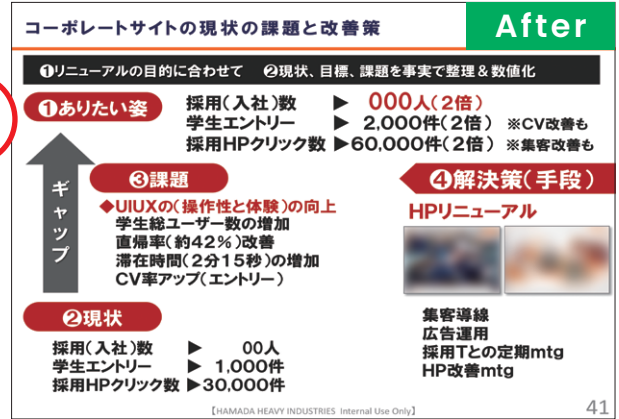 コーポレートサイトの現状の課題と改善策
After
❶リニューアルの目的に合わせて ❷現状、目標、課題を事実で整理＆数値化
❶ありたい姿
採用(入社)数 ▶ 000人(2倍)
学生エントリー ▶ 2,000件(2倍) ※CV改善も
採用HPクリック数 ▶60,000件(2倍) ※集客改善も
ギャップ
❸課題
◆UIUXの(操作性と体験)の向上
学生総ユーザー数の増加
直帰率(約42%)改善
滞在時間(2分15秒)の増加
CV率アップ(エントリー)
❹解決策(手段)
HPリニューアル
集客導線
広告運用
採用Tとの定期mtg
HP改善mtg
❷現状
採用(入社)数 ▶ 00人
学生エントリー ▶ 1,000件
採用HPクリック数 ▶30,000件
【HAMADA HEAVY INDUSTRIES Internal Use Only】
41